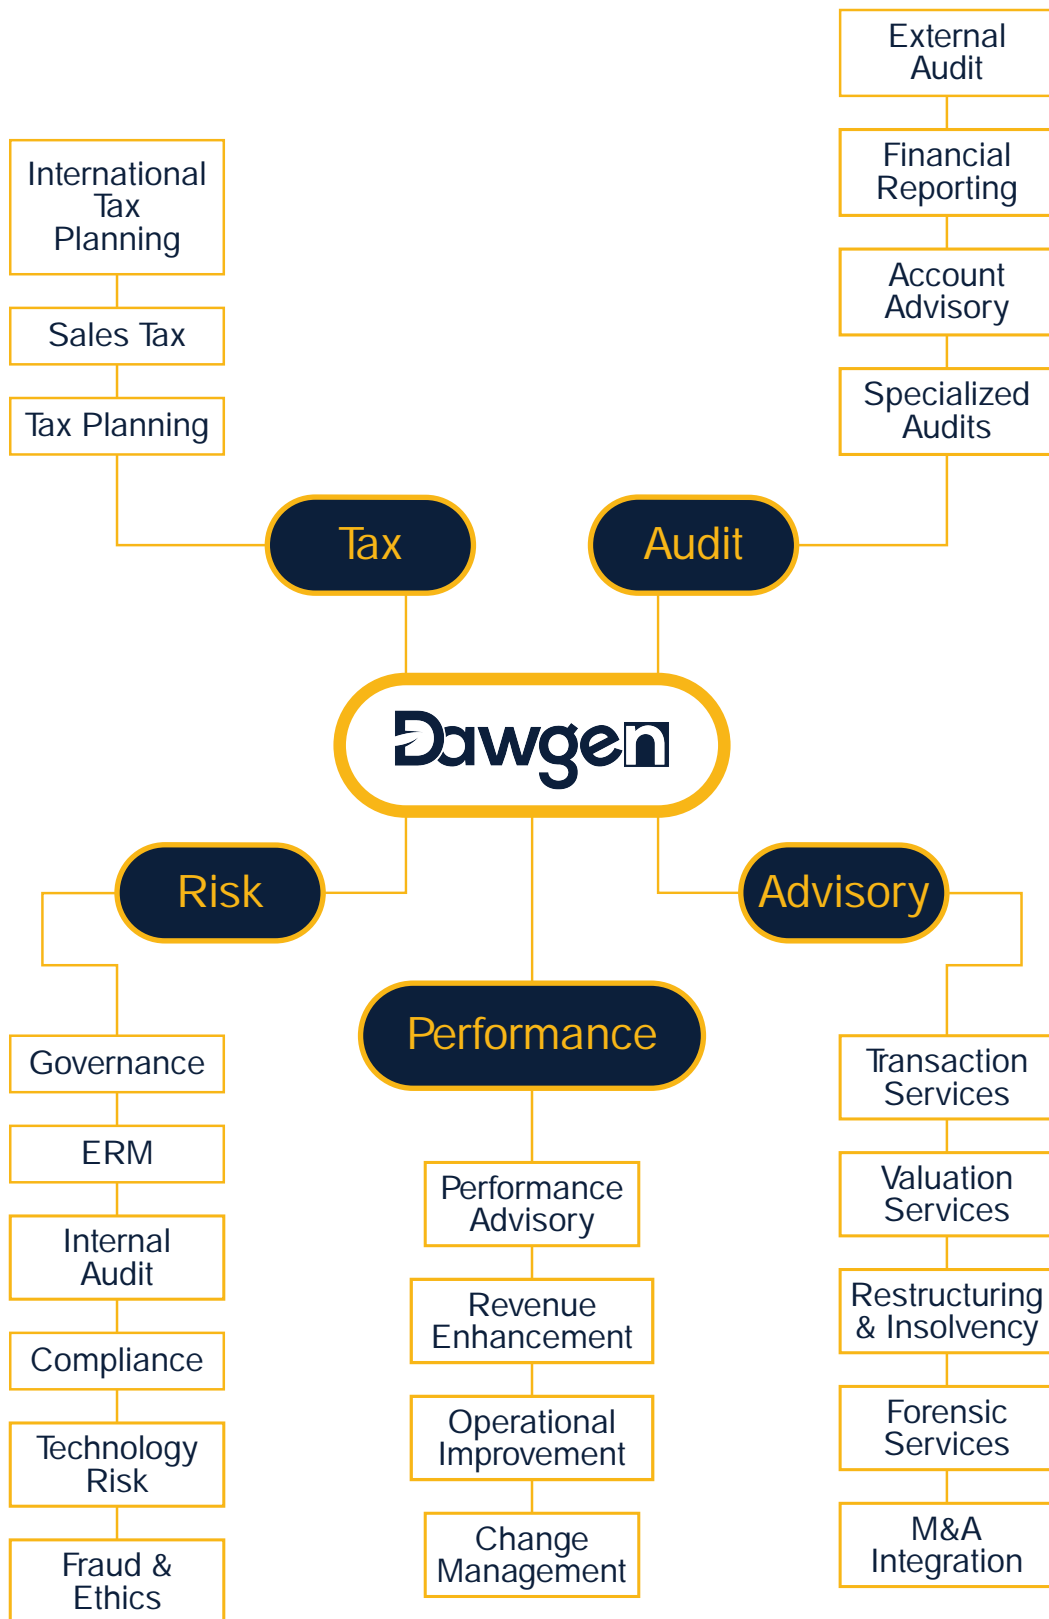 External
Audit
Financial
Reporting
Account
Advisory
Specialized
Audits
International
Tax
Planning
Sales Tax
Tax Planning
Tax
Audit
Dawgen
Risk
Advisory
Performance
Governance
ERM
Internal
Audit
Compliance
Technology
Risk
Fraud &
Ethics
Performance
Advisory
Revenue
Enhancement
Operational
Improvement
Change
Management
Transaction
Services
Valuation
Services
Restructuring
& Insolvency
Forensic
Services
M&A
Integration